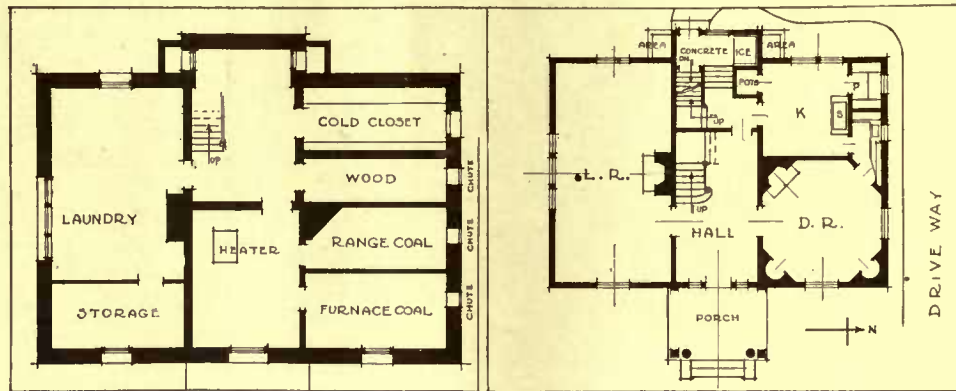 COLD CLOSET
UP
WOOD
CHUTE
LAUNDRY
HEATER
RANGE COAL
CHUTE
STORAGE
FURNACE COAL
CHUTE
AREA
CONCRETE
ICE
AREA
DN
POTS
P
UP
K
S
L. R.
UP
HALL
D. R.
PORCH
N
DRIVE WAY